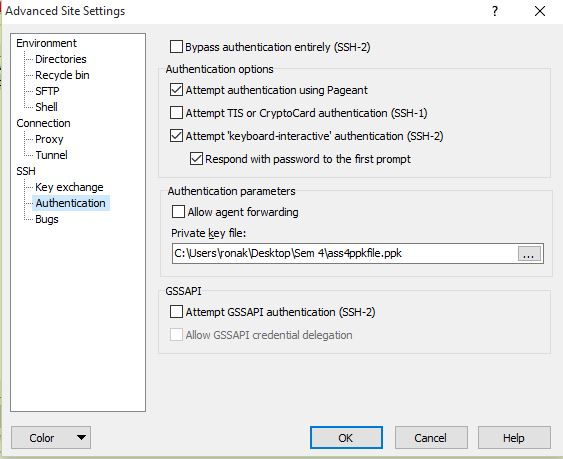 Advanced Site Settings
?
Environment
Directories
Recycle bin
SFTP
Shell
Connection
Proxy
Tunnel
SSH
Key exchange
Authentication
Bugs
Bypass authentication entirely (SSH-2)
Authentication options
Attempt authentication using Pageant
Attempt TIS or CryptoCard authentication (SSH-1)
Attempt 'keyboard-interactive' authentication (SSH-2)
Respond with password to the first prompt
Authentication parameters
Allow agent forwarding
Private key file:
C:\Users\ronak\Desktop\Sem 4\ass4ppkfile.ppk
...
GSSAPI
Attempt GSSAPI authentication (SSH-2)
Allow GSSAPI credential delegation
Color
OK
Cancel
Help